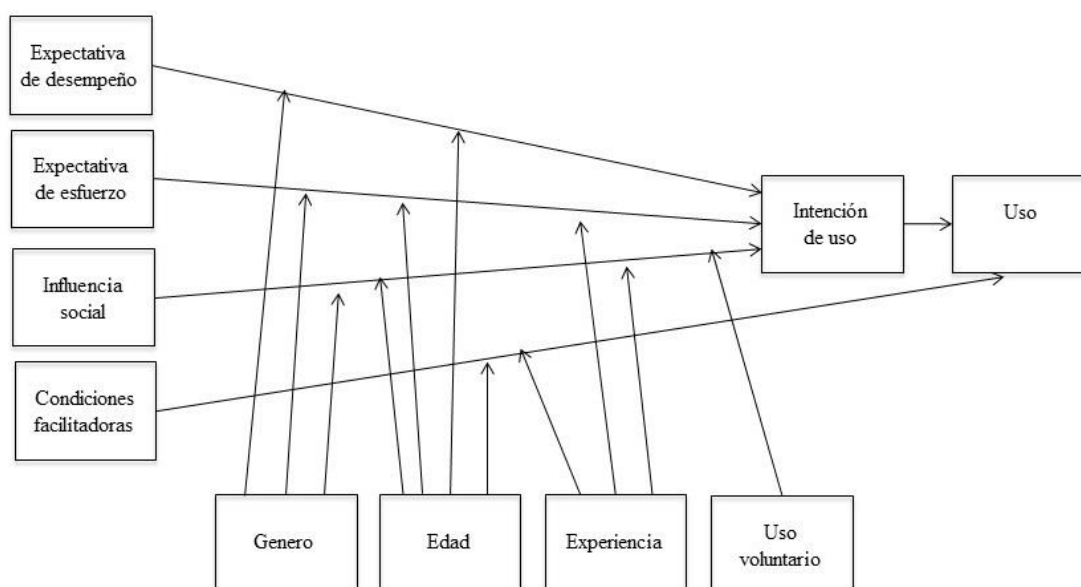 Expectativa
de desempeño
Expectativa
de esfuerzo
Influencia
social
Condiciones
facilitadoras
Intención
de uso
Uso
Genero
Edad
Experiencia
Uso
voluntario